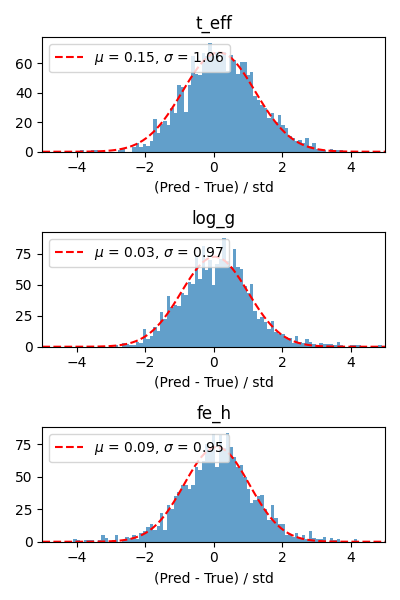 t_eff
μ = 0.15, σ = 1.06
60
40
20
0
−4 −2 0 2 4
(Pred - True) / std
log_g
μ = 0.03, σ = 0.97
75
50
25
0
−4 −2 0 2 4
(Pred - True) / std
fe_h
μ = 0.09, σ = 0.95
75
50
25
0
−4 −2 0 2 4
(Pred - True) / std